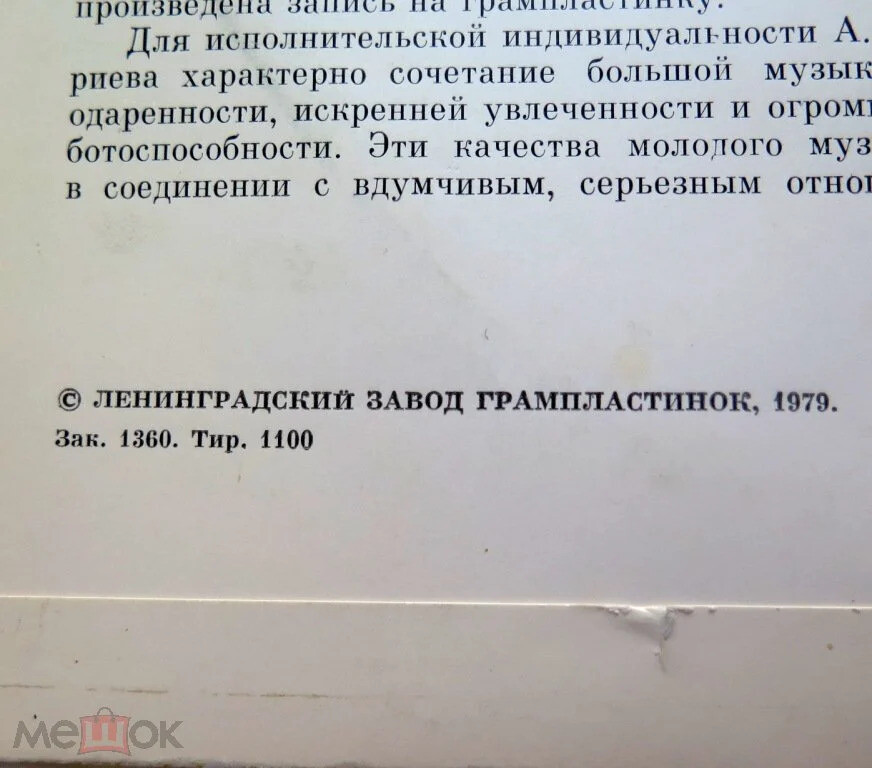 произведена запись на грампластинку.
Для исполнительской индивидуальности А.
риева характерно сочетание большой музык
одаренности, искренней увлеченности и огром
ботоспособности. Эти качества молодого муз
в соединении с вдумчивым, серьезным отно
© ЛЕНИНГРАДСКИЙ ЗАВОД ГРАМПЛАСТИНОК, 1979.
Зак. 1360. Тир. 1100
мешок